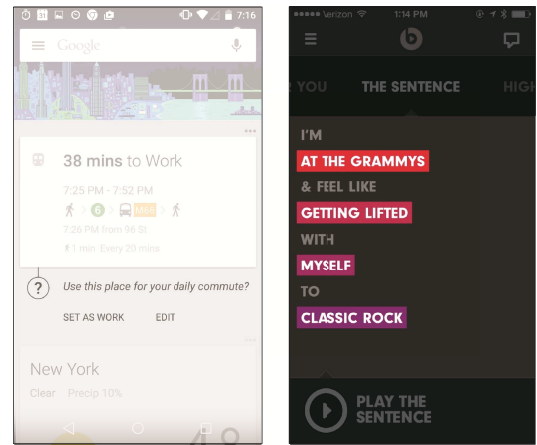 31
7:16
Google
38 mins to Work
7:25 PM - 7:52 PM
6 M66
7:26 PM from 96 St
1 min Every 20 mins
? Use this place for your daily commute?
SET AS WORK EDIT
New York
Clear Precip 10%
Verizon 1:14 PM
b
YOU THE SENTENCE HIGH
I'M
AT THE GRAMMYS
& FEEL LIKE
GETTING LIFTED
WITH
MYSELF
TO
CLASSIC ROCK
PLAY THE
SENTENCE